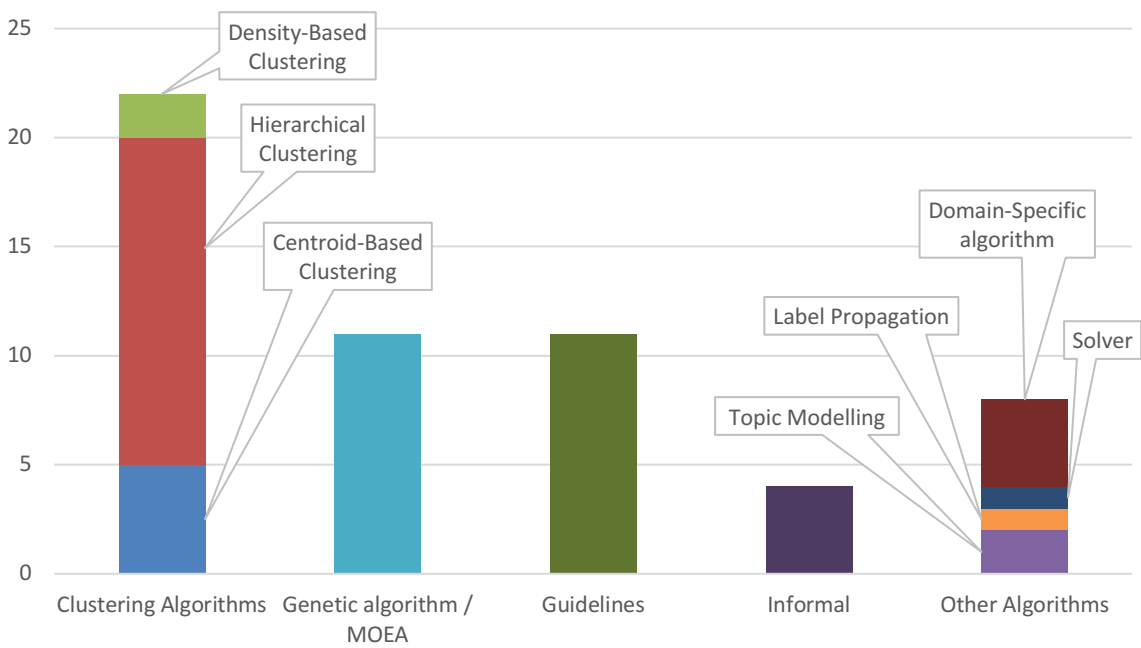 25
20
15
10
5
0
Density-Based
Clustering
Hierarchical
Clustering
Centroid-Based
Clustering
Domain-Specific
algorithm
Label Propagation
Solver
Topic Modelling
Clustering Algorithms
Genetic algorithm /
MOEA
Guidelines
Informal
Other Algorithms